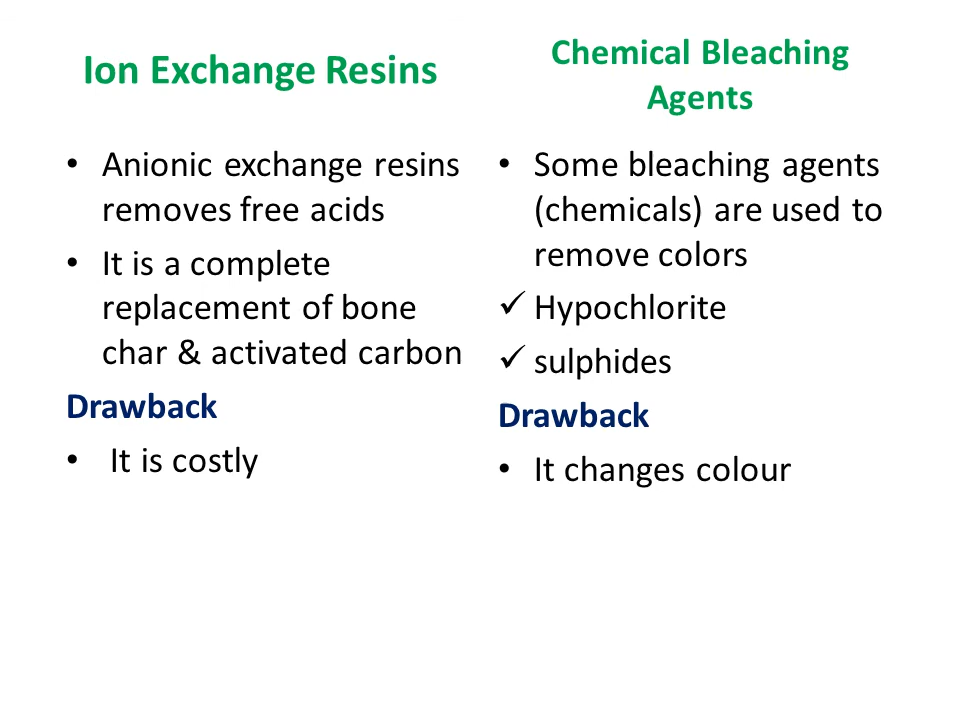 Ion Exchange Resins
• Anionic exchange resins
removes free acids
• It is a complete
replacement of bone
char & activated carbon
Drawback
• It is costly
Chemical Bleaching
Agents
• Some bleaching agents
(chemicals) are used to
remove colors
✓ Hypochlorite
✓ sulphides
Drawback
• It changes colour